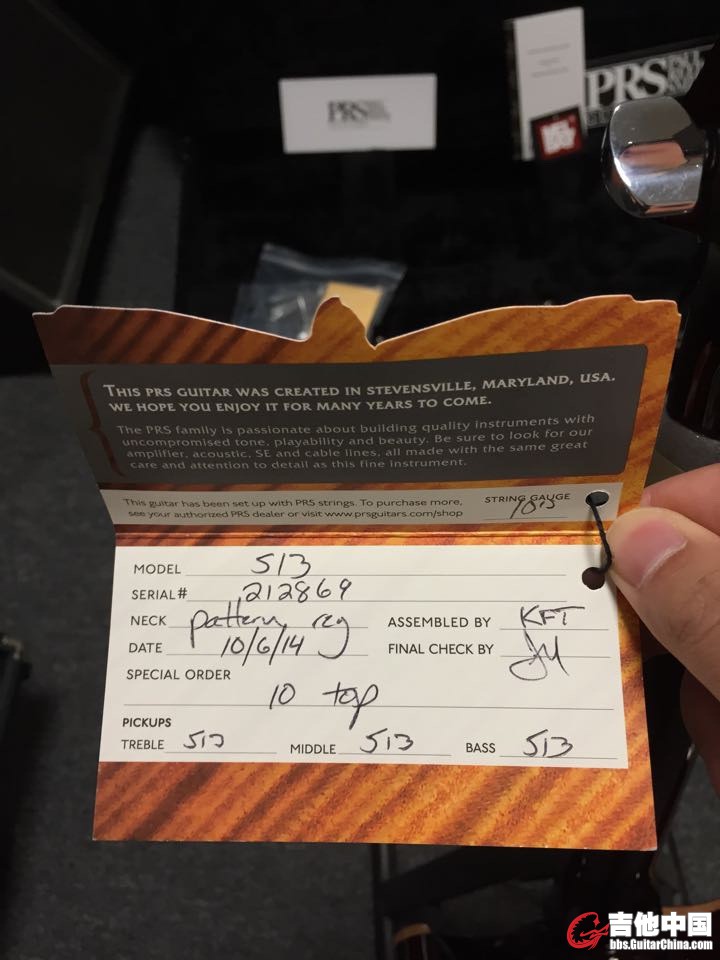 PRS
PRS
THIS PRS GUITAR WAS CREATED IN STEVENSVILLE, MARYLAND, USA.
WE HOPE YOU ENJOY IT FOR MANY YEARS TO COME.
The PRS family is passionate about building quality instruments with
uncompromised tone, playability and beauty. Be sure to look for our
amplifier, acoustic, SE and cable lines, all made with the same great
care and attention to detail as this fine instrument.
This guitar has been set up with PRS strings. To purchase more,
see your authorized PRS dealer or visit www.prsguitars.com/shop
STRING GAUGE
10's
MODEL 513
SERIAL# 212869
NECK pattern reg ASSEMBLED BY KFT
DATE 10/6/14 FINAL CHECK BY
SPECIAL ORDER
10 top
PICKUPS
TREBLE 513 MIDDLE 513 BASS 513
吉他中国
bbs.GuitarChina.com